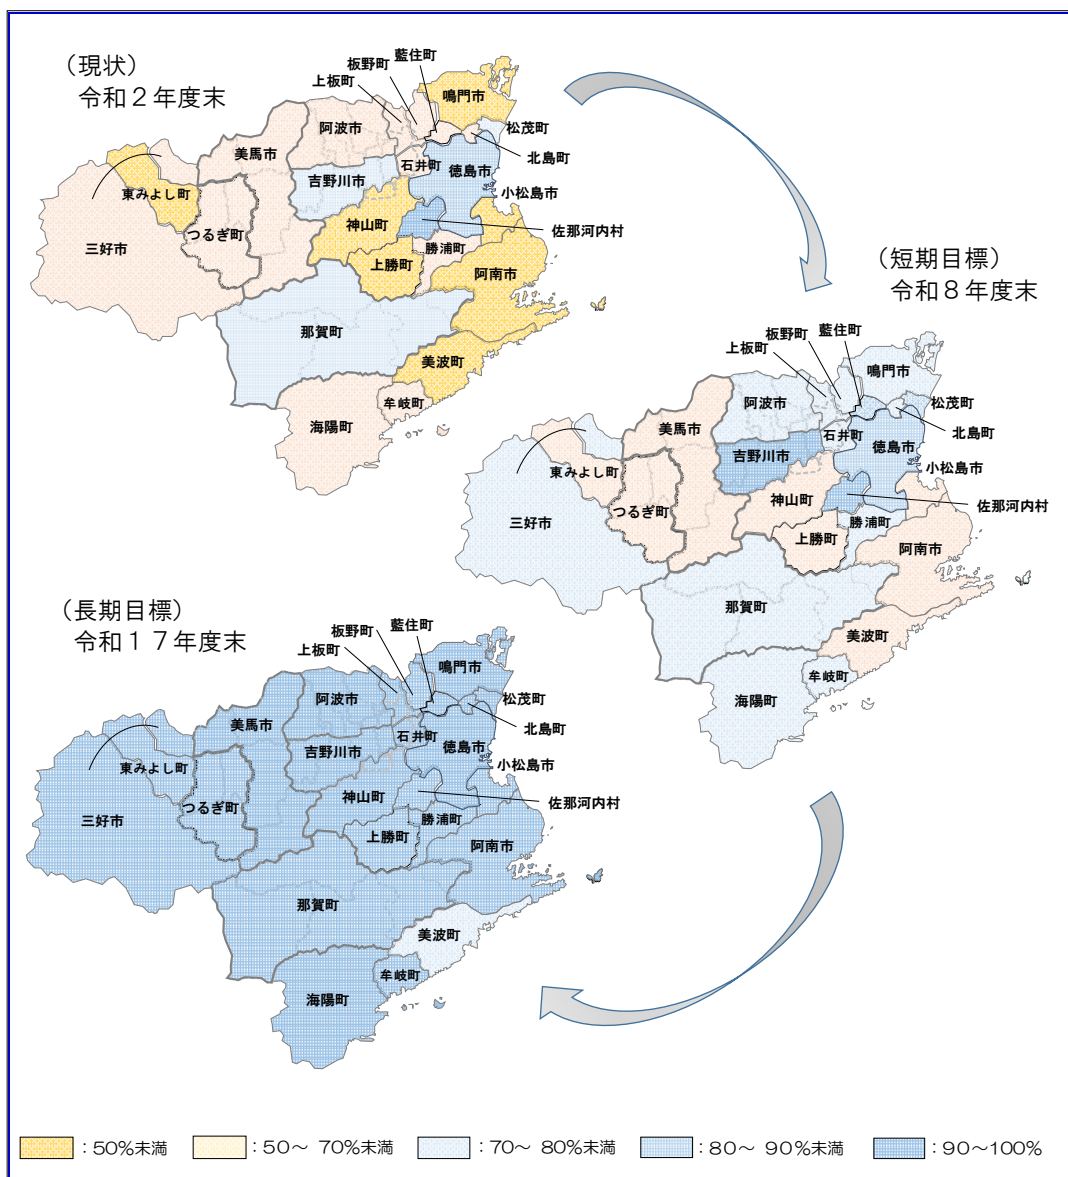 （現状）
令和２年度末
藍住町
板野町
上板町
鳴門市
松茂町
阿波市
北島町
美馬市
石井町
徳島市
吉野川市
小松島市
東みよし町
神山町
佐那河内村
つるぎ町
勝浦町
三好市
上勝町
阿南市
那賀町
美波町
牟岐町
海陽町
（短期目標）
令和８年度末
藍住町
板野町
上板町
鳴門市
松茂町
阿波市
北島町
美馬市
石井町
徳島市
吉野川市
小松島市
東みよし町
神山町
佐那河内村
つるぎ町
勝浦町
三好市
上勝町
阿南市
那賀町
美波町
牟岐町
海陽町
（長期目標）
令和１７年度末
藍住町
板野町
上板町
鳴門市
松茂町
阿波市
北島町
美馬市
石井町
徳島市
吉野川市
小松島市
東みよし町
神山町
佐那河内村
つるぎ町
勝浦町
三好市
上勝町
阿南市
那賀町
美波町
牟岐町
海陽町
：50％未満
：50～ 70％未満
：70～ 80％未満
：80～ 90％未満
：90～100％